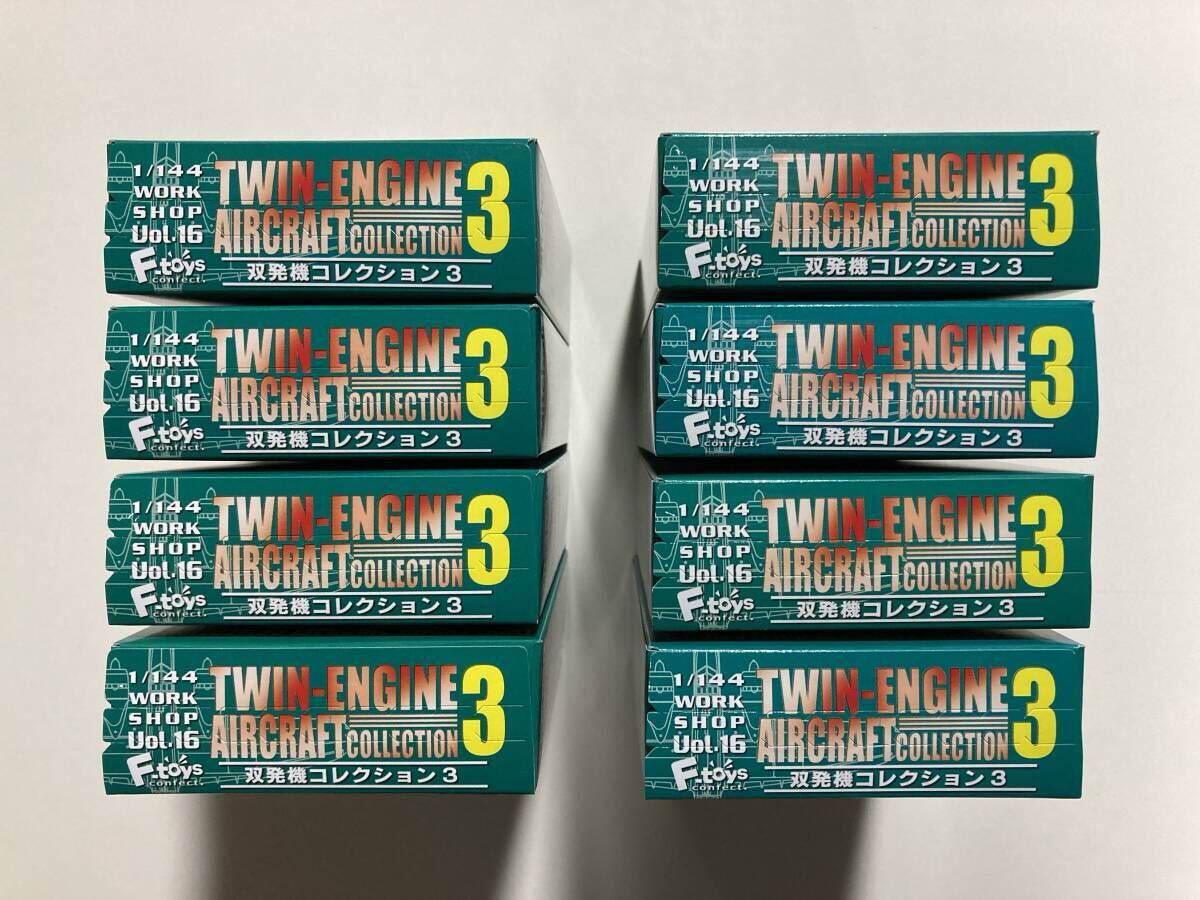 1/144
WORK
SHOP
Vol.16
F-toys
confect.
TWIN-ENGINE
AIRCRAFT COLLECTION 3
双発機コレクション 3
1/144
WORK
SHOP
Vol.16
F-toys
confect.
TWIN-ENGINE
AIRCRAFT COLLECTION 3
双発機コレクション 3
1/144
WORK
SHOP
Vol.16
F-toys
confect.
TWIN-ENGINE
AIRCRAFT COLLECTION 3
双発機コレクション 3
1/144
WORK
SHOP
Vol.16
F-toys
confect.
TWIN-ENGINE
AIRCRAFT COLLECTION 3
双発機コレクション 3
1/144
WORK
SHOP
Vol.16
F-toys
confect.
TWIN-ENGINE
AIRCRAFT COLLECTION 3
双発機コレクション 3
1/144
WORK
SHOP
Vol.16
F-toys
confect.
TWIN-ENGINE
AIRCRAFT COLLECTION 3
双発機コレクション 3
1/144
WORK
SHOP
Vol.16
F-toys
confect.
TWIN-ENGINE
AIRCRAFT COLLECTION 3
双発機コレクション 3
1/144
WORK
SHOP
Vol.16
F-toys
confect.
TWIN-ENGINE
AIRCRAFT COLLECTION 3
双発機コレクション 3